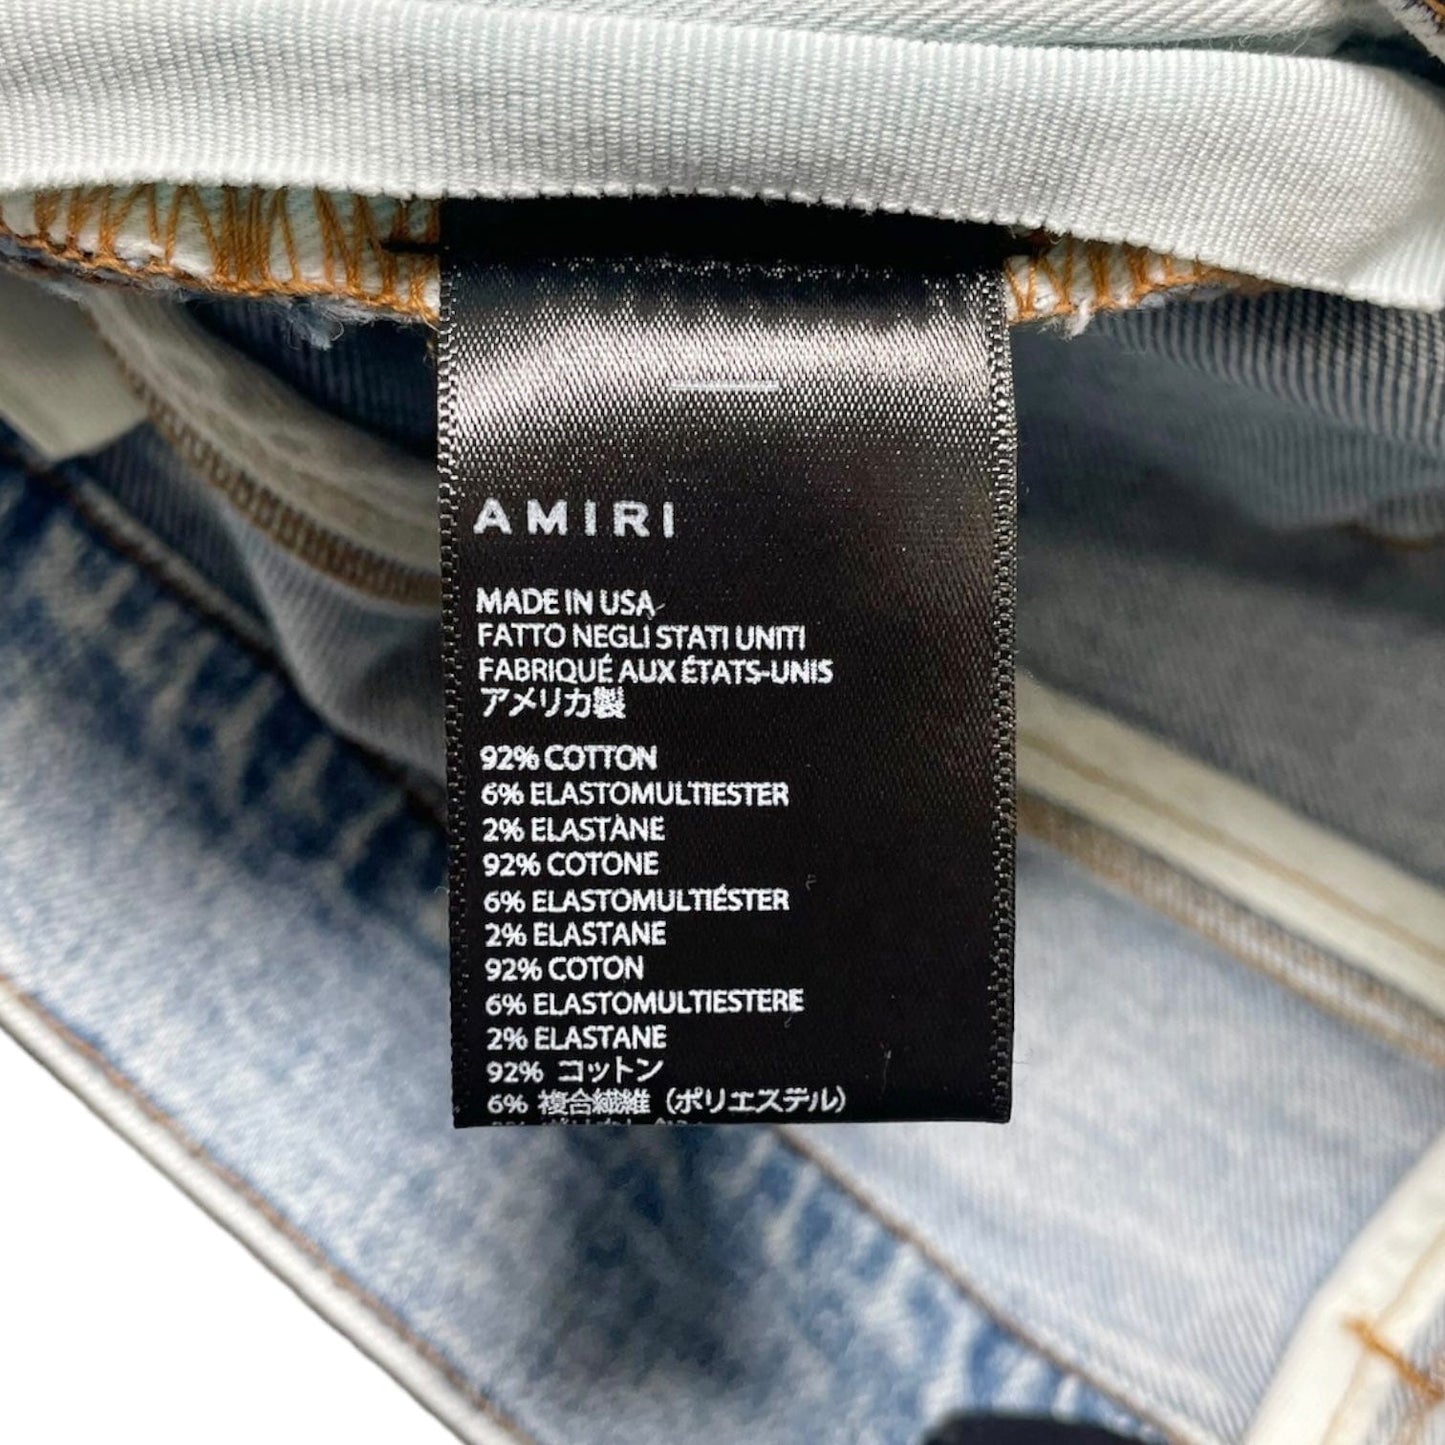 AMIRI
MADE IN USA
FATTO NEGLI STATI UNITI
FABRIQUÉ AUX ÉTATS-UNIS
アメリカ製
92% COTTON
6% ELASTOMULTIESTER
2% ELASTANE
92% COTONE
6% ELASTOMULTIÉSTER
2% ELASTANE
92% COTON
6% ELASTOMULTIESTERE
2% ELASTANE
92% コットン
6% 複合繊維（ポリエステル）